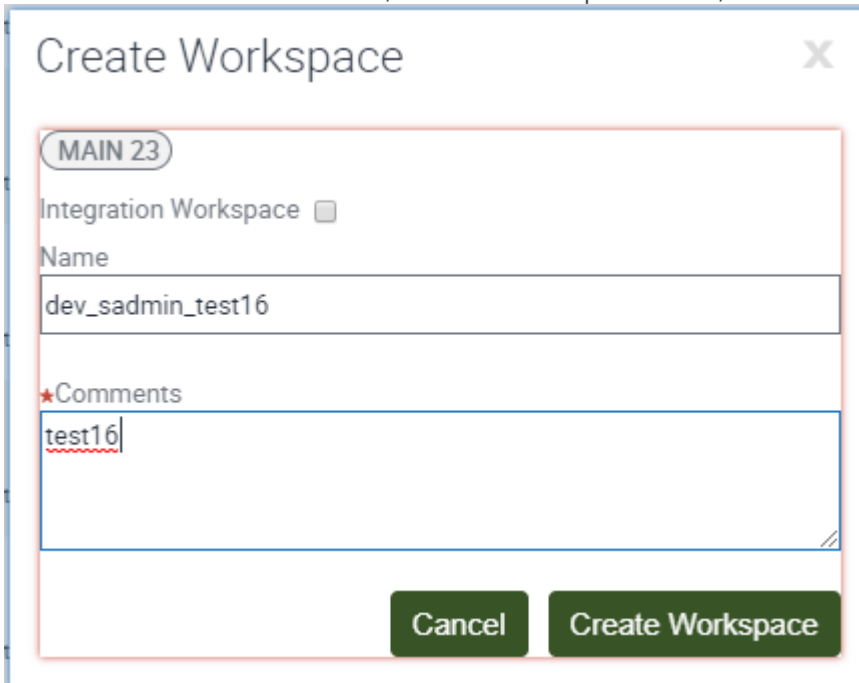 Create Workspace X
MAIN 23
Integration Workspace
Name
dev_sadmin_test16
★Comments
test16
Cancel Create Workspace